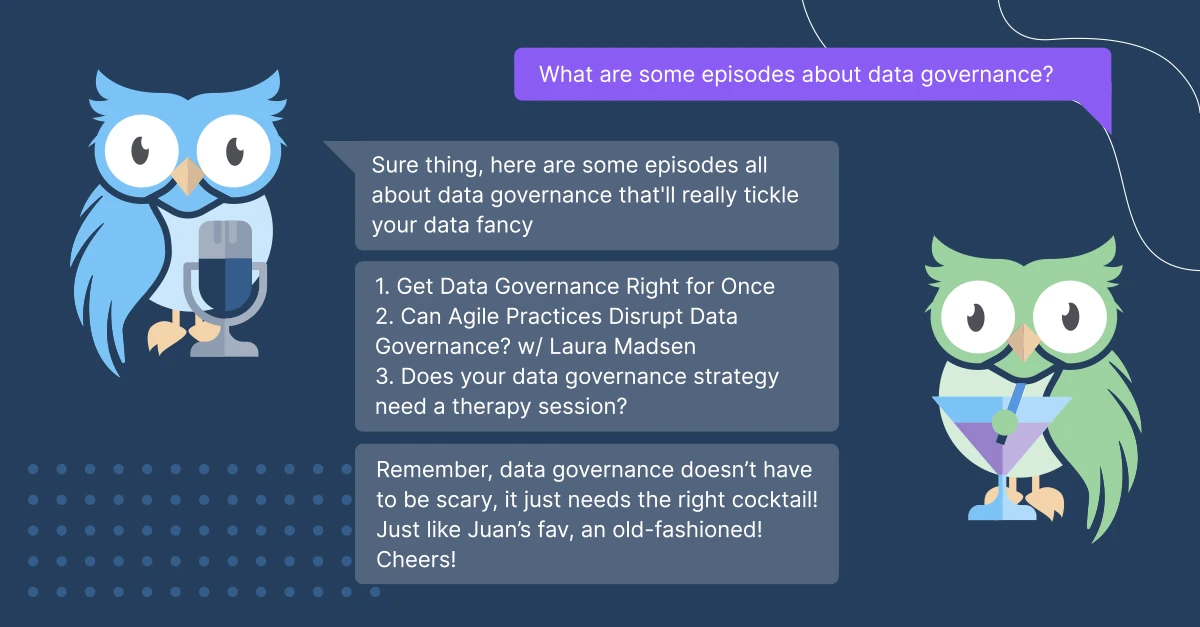 What are some episodes about data governance?
Sure thing, here are some episodes all
about data governance that'll really tickle
your data fancy
1. Get Data Governance Right for Once
2. Can Agile Practices Disrupt Data
Governance? w/ Laura Madsen
3. Does your data governance strategy
need a therapy session?
Remember, data governance doesn’t have
to be scary, it just needs the right cocktail!
Just like Juan’s fav, an old-fashioned!
Cheers!